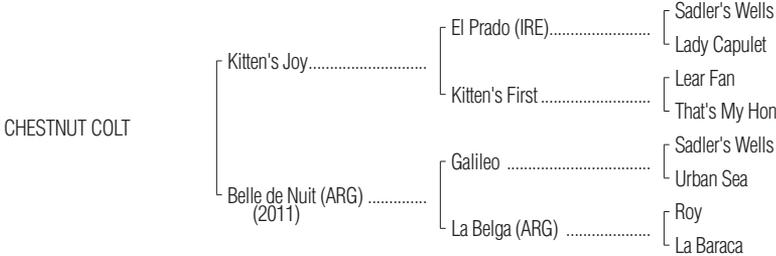 Sadler's Wells
El Prado (IRE)........................
Lady Capulet
Kitten's Joy...........................
Lear Fan
Kitten's First.........................
That's My Hon
CHESTNUT COLT
Sadler's Wells
Galileo .................................
Urban Sea
Belle de Nuit (ARG) ..............
(2011)
Roy
La Belga (ARG) ...................
La Baraca